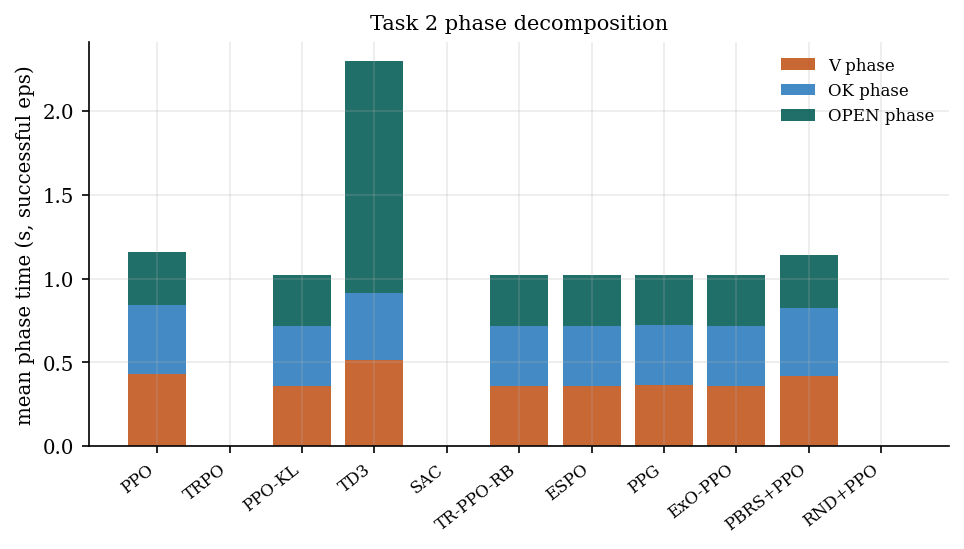 Task 2 phase decomposition
mean phase time (s, successful eps)
2.0
1.5
1.0
0.5
0.0
V phase
OK phase
OPEN phase
PPO
TRPO
PPO-KL
TD3
SAC
TR-PPO-RB
ESPO
PPG
ExO-PPO
PBRS+PPO
RND+PPO